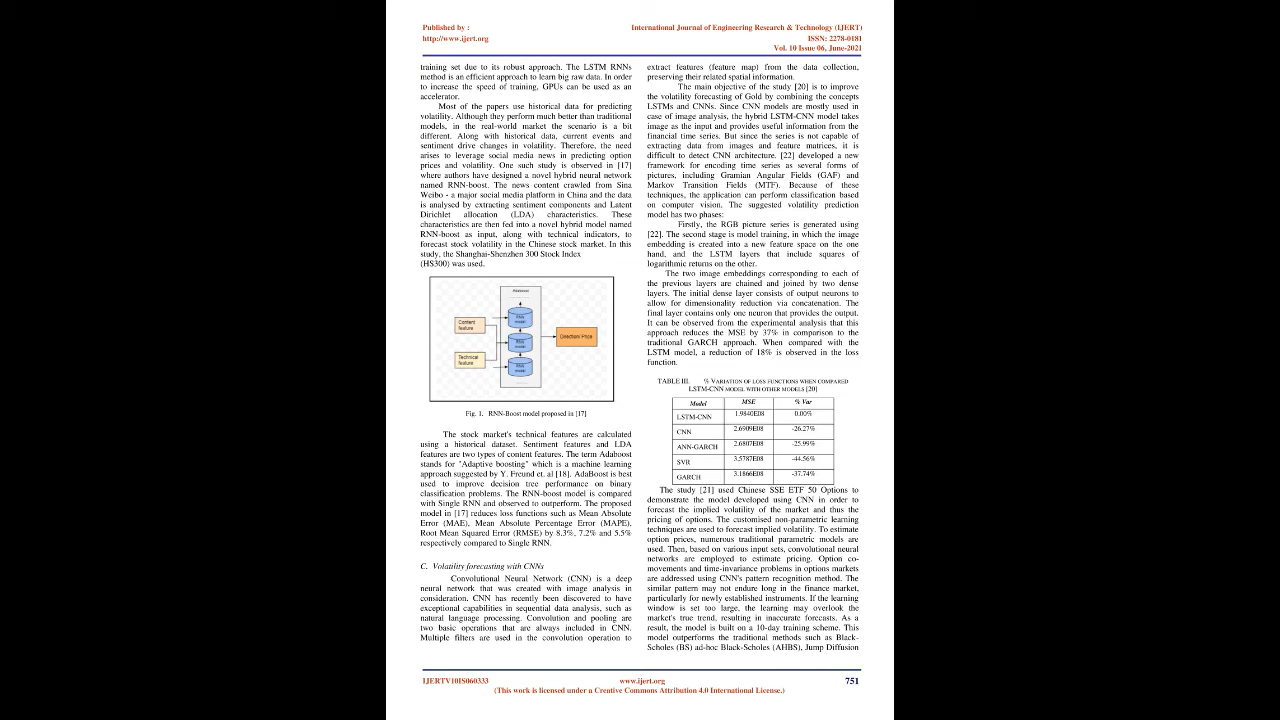 Published by :
http://www.ijert.org
International Journal of Engineering Research & Technology (IJERT)
ISSN: 2278-0181
Vol. 10 Issue 06, June-2021
training set due to its robust approach. The LSTM RNNs
method is an efficient approach to learn big raw data. In order
to increase the speed of training, GPUs can be used as an
accelerator.
Most of the papers use historical data for predicting
volatility. Although they perform much better than traditional
models, in the real-world market the scenario is a bit
different. Along with historical data, current events and
sentiment drive changes in volatility. Therefore, the need
arises to leverage social media news in predicting option
prices and volatility. One such study is observed in [17]
where authors have designed a novel hybrid neural network
named RNN-boost. The news content crawled from Sina
Weibo - a major social media platform in China and the data
is analysed by extracting sentiment components and Latent
Dirichlet allocation (LDA) characteristics. These
characteristics are then fed into a novel hybrid model named
RNN-boost as input, along with technical indicators, to
forecast stock volatility in the Chinese stock market. In this
study, the Shanghai-Shenzhen 300 Stock Index
(HS300) was used.
Adaboost
Content
feature
Technical
feature
RNN
model
RNN
model
RNN
model
Direction/ Price
Fig. 1. RNN-Boost model proposed in [17]
The stock market's technical features are calculated
using a historical dataset. Sentiment features and LDA
features are two types of content features. The term Adaboost
stands for "Adaptive boosting" which is a machine learning
approach suggested by Y. Freund et. al [18]. AdaBoost is best
used to improve decision tree performance on binary
classification problems. The RNN-boost model is compared
with Single RNN and observed to outperform. The proposed
model in [17] reduces loss functions such as Mean Absolute
Error (MAE), Mean Absolute Percentage Error (MAPE),
Root Mean Squared Error (RMSE) by 8.3%, 7.2% and 5.5%
respectively compared to Single RNN.
C. Volatility forecasting with CNNs
Convolutional Neural Network (CNN) is a deep
neural network that was created with image analysis in
consideration. CNN has recently been discovered to have
exceptional capabilities in sequential data analysis, such as
natural language processing. Convolution and pooling are
two basic operations that are always included in CNN.
Multiple filters are used in the convolution operation to
extract features (feature map) from the data collection,
preserving their related spatial information.
The main objective of the study [20] is to improve
the volatility forecasting of Gold by combining the concepts
LSTMs and CNNs. Since CNN models are mostly used in
case of image analysis, the hybrid LSTM-CNN model takes
image as the input and provides useful information from the
financial time series. But since the series is not capable of
extracting data from images and feature matrices, it is
difficult to detect CNN architecture. [22] developed a new
framework for encoding time series as several forms of
pictures, including Gramian Angular Fields (GAF) and
Markov Transition Fields (MTF). Because of these
techniques, the application can perform classification based
on computer vision. The suggested volatility prediction
model has two phases:
Firstly, the RGB picture series is generated using
[22]. The second stage is model training, in which the image
embedding is created into a new feature space on the one
hand, and the LSTM layers that include squares of
logarithmic returns on the other.
The two image embeddings corresponding to each of
the previous layers are chained and joined by two dense
layers. The initial dense layer consists of output neurons to
allow for dimensionality reduction via concatenation. The
final layer contains only one neuron that provides the output.
It can be observed from the experimental analysis that this
approach reduces the MSE by 37% in comparison to the
traditional GARCH approach. When compared with the
LSTM model, a reduction of 18% is observed in the loss
function.
TABLE III. % VARIATION OF LOSS FUNCTIONS WHEN COMPARED
LSTM-CNN MODEL WITH OTHER MODELS [20]
Model MSE % Var
LSTM-CNN 1.9840E08 0.00%
CNN 2.6909E08 -26.27%
ANN-GARCH 2.6807E08 -25.99%
SVR 3.5787E08 -44.56%
GARCH 3.1866E08 -37.74%
The study [21] used Chinese SSE ETF 50 Options to
demonstrate the model developed using CNN in order to
forecast the implied volatility of the market and thus the
pricing of options. The customised non-parametric learning
techniques are used to forecast implied volatility. To estimate
option prices, numerous traditional parametric models are
used. Then, based on various input sets, convolutional neural
networks are employed to estimate pricing. Option co-
movements and time-invariance problems in options markets
are addressed using CNN's pattern recognition method. The
similar pattern may not endure long in the finance market,
particularly for newly established instruments. If the learning
window is set too large, the learning may overlook the
market's true trend, resulting in inaccurate forecasts. As a
result, the model is built on a 10-day training scheme. This
model outperforms the traditional methods such as Black-
Scholes (BS) ad-hoc Black-Scholes (AHBS), Jump Diffusion
IJERTV10IS060333
www.ijert.org
751
(This work is licensed under a Creative Commons Attribution 4.0 International License.)